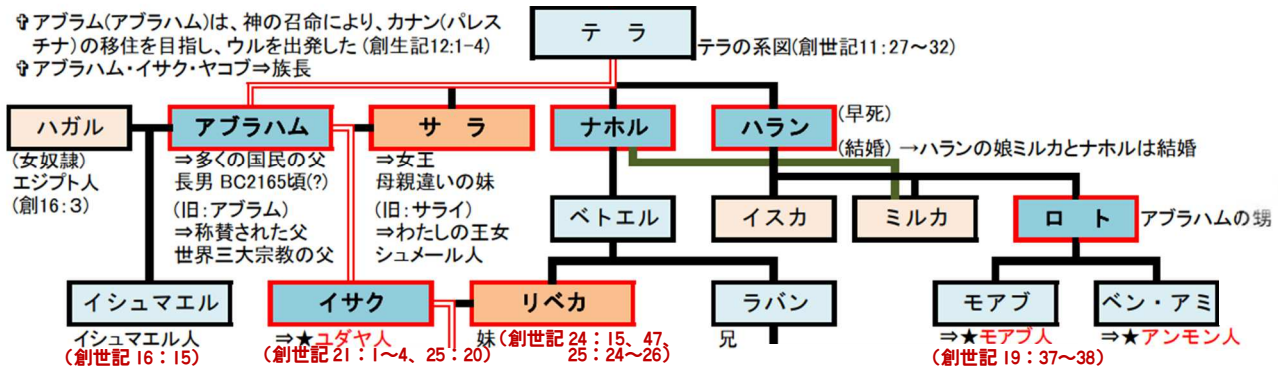 ✞アブラム(アブラハム)は、神の召命により、カナン(パレス
チナ)の移住を目指し、ウルを出発した(創生記12:1-4)
✞アブラハム・イサク・ヤコブ⇒族長
テ ラ
テラの系図(創世記11:27～32)
ハガル
アブラハム
サ ラ
ナホル
ハラン
(早死)
(結婚) →ハランの娘ミルカとナホルは結婚
(女奴隷)
エジプト人
(創16:3)
⇒多くの国民の父
長男 BC2165頃(?)
(旧:アブラム)
⇒称賛された父
世界三大宗教の父
⇒女王
母親違いの妹
(旧:サライ)
⇒わたしの王女
シュメール人
ベトエル
イスカ
ミルカ
ロ ト
アブラハムの甥
イシュマエル
イサク
リベカ
ラバン
モアブ
ベン・アミ
イシュマエル人
(創世記 16:15)
⇒★ユダヤ人
(創世記 21:1～4、25:20)
妹
(創世記 24:15、47、
25:24～26)
兄
⇒★モアブ人
(創世記 19:37～38)
⇒★アンモン人